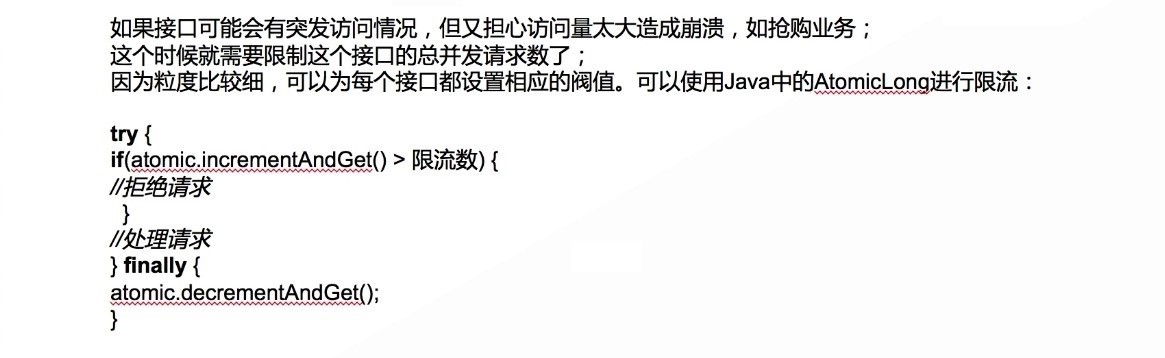 如果接口可能会有突发访问情况，但又担心访问量太大造成崩溃，如抢购业务；
这个时候就需要限制这个接口的总并发请求数了；
因为粒度比较细，可以为每个接口都设置相应的阀值。可以使用Java中的AtomicLong进行限流：
try {
if(atomic.incrementAndGet() > 限流数) {
//拒绝请求
}
//处理请求
} finally {
atomic.decrementAndGet();
}